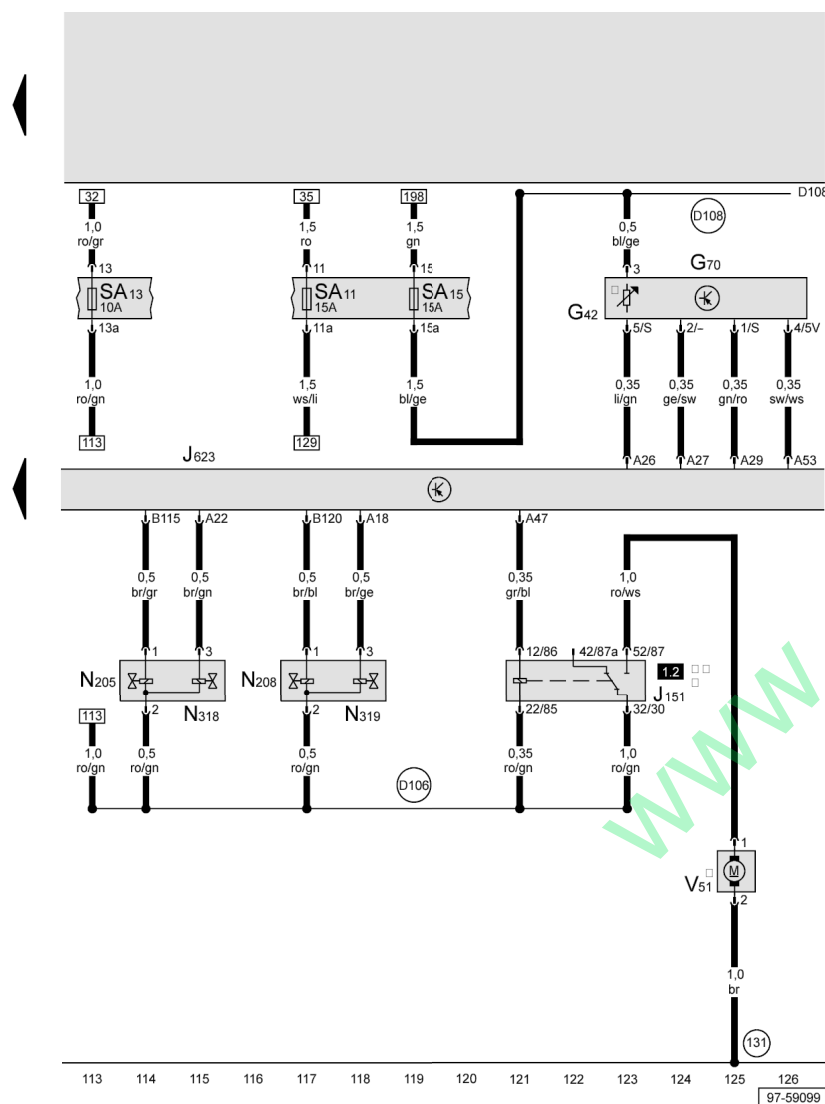 32 35 198 D108
D108
1,0 1,5 1,5 0,5
ro/gr ro gn bl/ge
G70
13 11 15 3
SA13 SA11 SA15
10A 15A 15A
G42
13a 11a 15a 5/S 2/– 1/S 4/5V
1,0 1,5 1,5 0,35 0,35 0,35 0,35
ro/gn ws/li bl/ge li/gn ge/sw gn/ro sw/ws
113 129
J623 A26 A27 A29 A53
B115 A22 B120 A18 A47
0,5 0,5 0,5 0,5 0,35 1,0
br/gr br/gn br/bl br/ge gr/bl ro/ws
1 3 1 3 12/86 42/87a 52/87
N205 N208 1.2
J151
N318 N319
113 2 2 22/85 32/30
1,0 0,5 0,5 0,35 1,0
ro/gn ro/gn ro/gn ro/gn ro/gn
D106
www
1
M
V51
2
1,0
br
131
113 114 115 116 117 118 119 120 121 122 123 124 125 126
97-59099